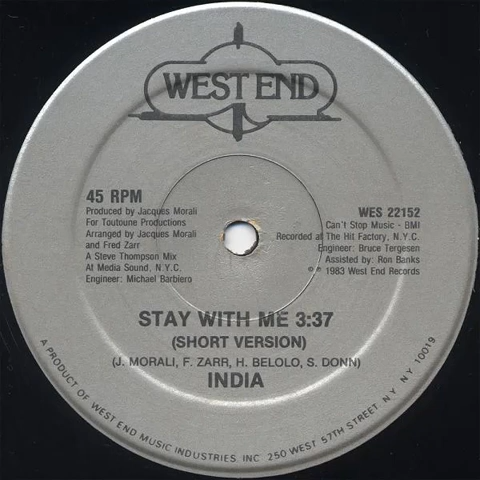 WEST END
45 RPM
Produced by Jacques Morali
For Toutoune Productions
Arranged by Jacques Morali
and Fred Zarr
A Steve Thompson Mix
At Media Sound, N.Y.C.
Engineer: Michael Barbiero
WES 22152
Can't Stop Music - BMI
Recorded at The Hit Factory, N.Y.C.
Engineer: Bruce Tergesen
Assisted by: Ron Banks
℗ © 1983 West End Records
STAY WITH ME 3:37
(SHORT VERSION)
(J. MORALI, F. ZARR, H. BELOLO, S. DONN)
INDIA
A PRODUCT OF WEST END MUSIC INDUSTRIES, INC. 250 WEST 57TH STREET, N.Y. N.Y. 10019